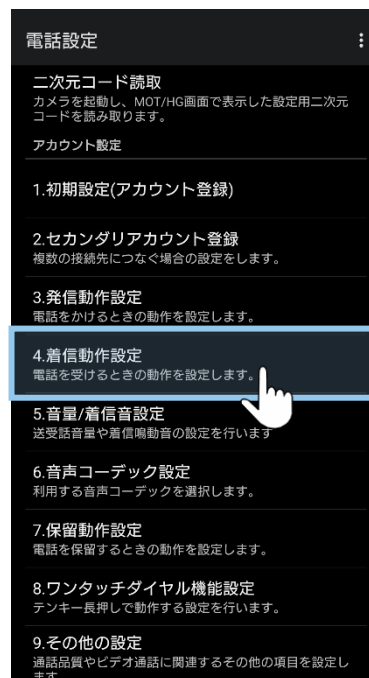 電話設定
二次元コード読取
カメラを起動し、MOT/HG画面で表示した設定用二次元
コードを読み取ります。
アカウント設定
1.初期設定(アカウント登録)
2.セカンダリアカウント登録
複数の接続先につなぐ場合の設定をします。
3.発信動作設定
電話をかけるときの動作を設定します。
4.着信動作設定
電話を受けるときの動作を設定します。
5.音量/着信音設定
送受話音量や着信鳴動音の設定を行います
6.音声コーデック設定
利用する音声コーデックを選択します。
7.保留動作設定
電話を保留するときの動作を設定します。
8.ワンタッチダイヤル機能設定
テンキー長押しで動作する設定を行います。
9.その他の設定
通話品質やビデオ通話に関連するその他の項目を設定し
ます